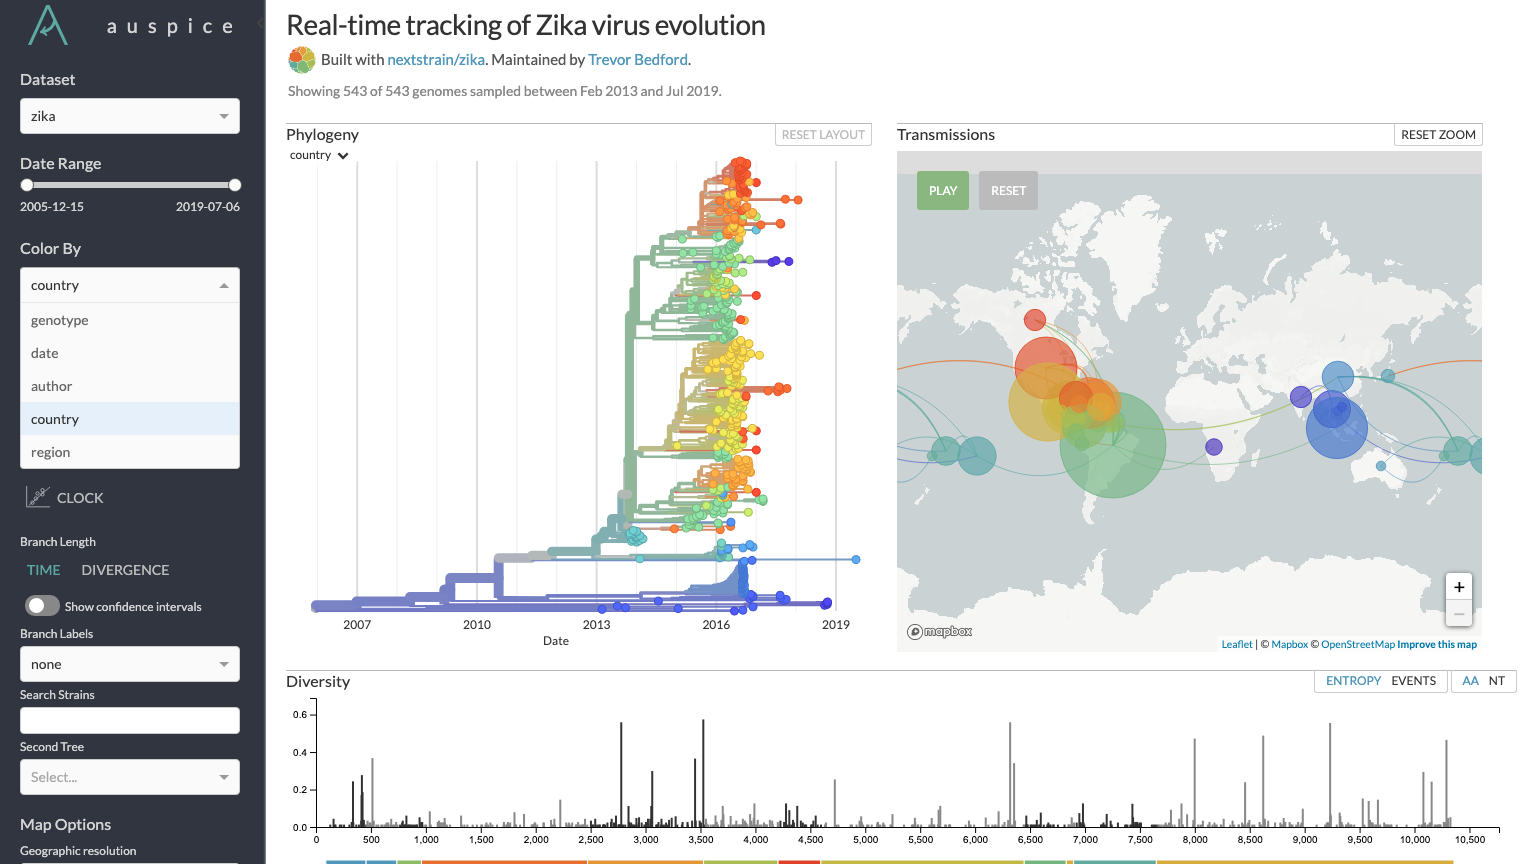 auspice
Dataset
zika
Date Range
2005-12-15 2019-07-06
Color By
country
genotype
date
author
country
region
CLOCK
Branch Length
TIME DIVERGENCE
Show confidence intervals
Branch Labels
none
Search Strains
Second Tree
Select...
Map Options
Geographic resolution
Real-time tracking of Zika virus evolution
Built with nextstrain/zika. Maintained by Trevor Bedford.
Showing 543 of 543 genomes sampled between Feb 2013 and Jul 2019.
Phylogeny
RESET LAYOUT
country
2007 2010 2013 2016 2019
Date
Transmissions
RESET ZOOM
PLAY RESET
+
−
mapbox
Leaflet | © Mapbox © OpenStreetMap Improve this map
Diversity
ENTROPY EVENTS AA NT
0.6
0.4
0.2
0.0
0 500 1,000 1,500 2,000 2,500 3,000 3,500 4,000 4,500 5,000 5,500 6,000 6,500 7,000 7,500 8,000 8,500 9,000 9,500 10,000 10,500